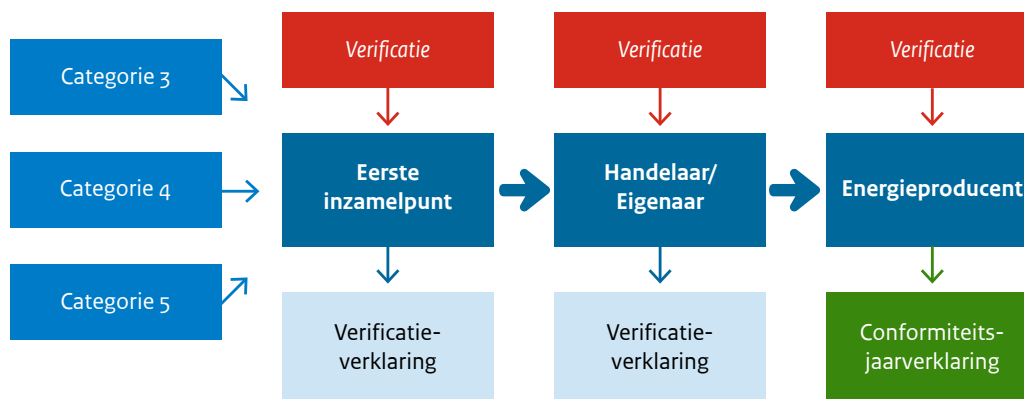 Verificatie
Verificatie
Verificatie
Categorie 3
Categorie 4
Categorie 5
Eerste
inzamelpunt
Handelaar/
Eigenaar
Energieproducent
Verificatie-
verklaring
Verificatie-
verklaring
Conformiteits-
jaarverklaring